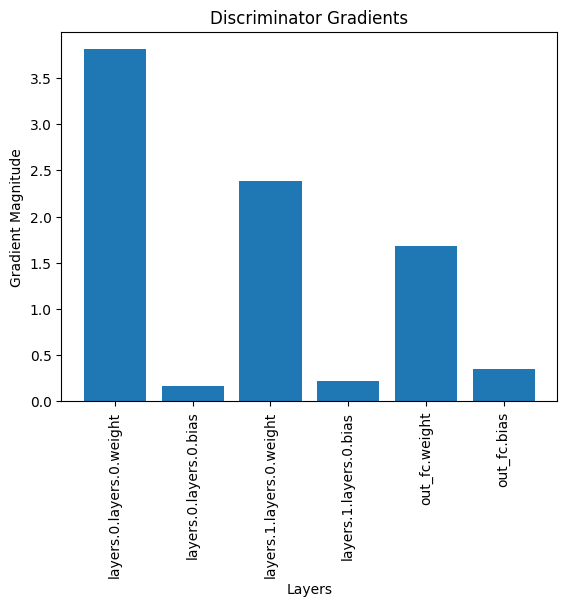 Discriminator Gradients
Gradient Magnitude
3.5
3.0
2.5
2.0
1.5
1.0
0.5
0.0
layers.0.layers.0.weight
layers.0.layers.0.bias
layers.1.layers.0.weight
layers.1.layers.0.bias
out_fc.weight
out_fc.bias
Layers